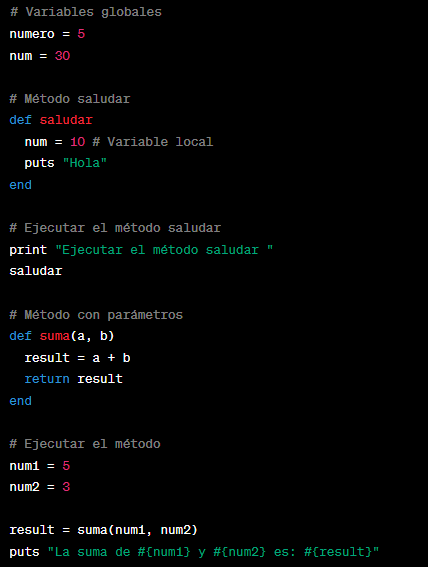 # Variables globales
numero = 5
num = 30
# Método saludar
def saludar
  num = 10 # Variable local
  puts "Hola"
end
# Ejecutar el método saludar
print "Ejecutar el método saludar "
saludar
# Método con parámetros
def suma(a, b)
  result = a + b
  return result
end
# Ejecutar el método
num1 = 5
num2 = 3
result = suma(num1, num2)
puts "La suma de #{num1} y #{num2} es: #{result}"